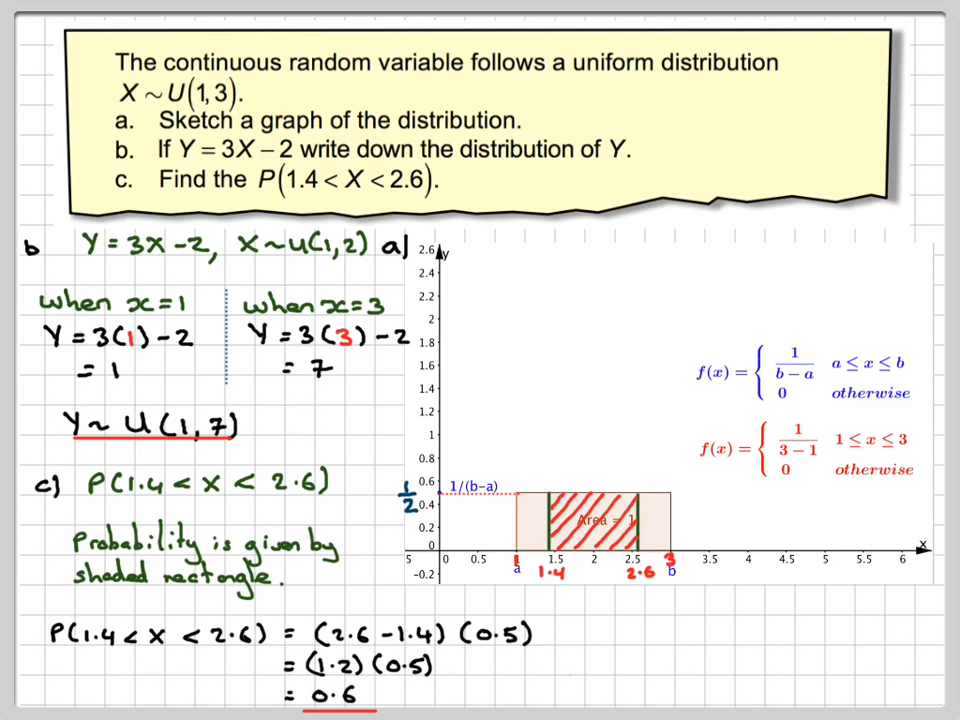 The continuous random variable follows a uniform distribution
X ~ U(1,3).
a. Sketch a graph of the distribution.
b. If Y = 3X – 2 write down the distribution of Y.
c. Find the P(1.4 < X < 2.6).
b Y = 3X - 2, X ~ U(1,2)
when x = 1
Y = 3(1) - 2
= 1
when x = 3
Y = 3(3) - 2
= 7
Y ~ U(1,7)
c) P(1.4 < X < 2.6)
Probability is given by
shaded rectangle.
P(1.4 < X < 2.6) = (2.6 - 1.4)(0.5)
= (1.2)(0.5)
= 0.6
a)
y
2.6
2.4
2.2
2
1.8
1.6
1.4
1.2
1
0.8
0.6
0.4
0.2
0
-0.2
1/2
1/(b−a)
Area = 1
5 0 0.5 1 1.5 2 2.5 3 3.5 4 4.5 5 5.5 6 x
a 1.4 2.6 b
f(x) = { 1/(b − a) a ≤ x ≤ b
0 otherwise
f(x) = { 1/(3 − 1) 1 ≤ x ≤ 3
0 otherwise